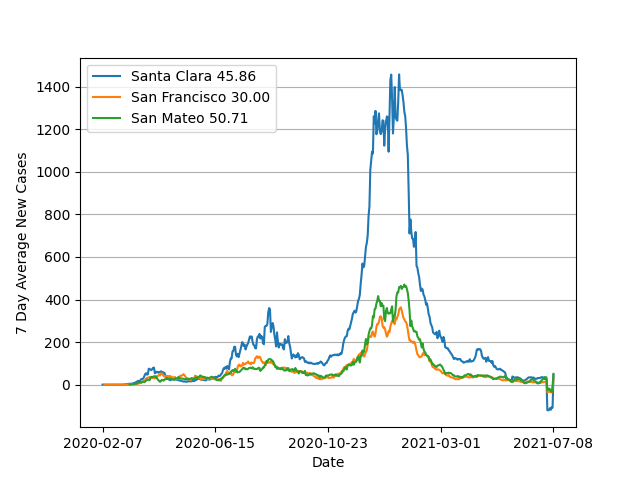 Santa Clara 45.86
San Francisco 30.00
San Mateo 50.71
7 Day Average New Cases
1400
1200
1000
800
600
400
200
0
2020-02-07 2020-06-15 2020-10-23 2021-03-01 2021-07-08
Date